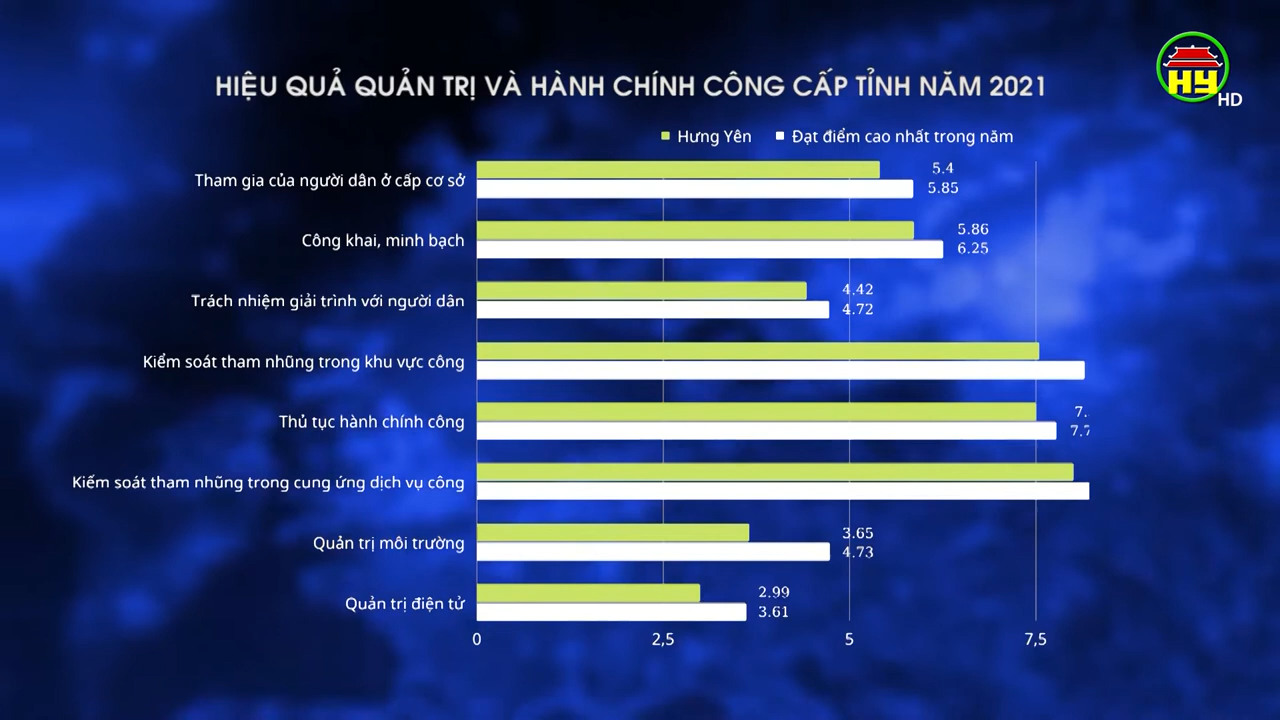 HIỆU QUẢ QUẢN TRỊ VÀ HÀNH CHÍNH CÔNG CẤP TỈNH NĂM 2021
HY
HD
Hưng Yên
Đạt điểm cao nhất trong năm
Tham gia của người dân ở cấp cơ sở
5.4
5.85
Công khai, minh bạch
5.86
6.25
Trách nhiệm giải trình với người dân
4.42
4.72
Kiểm soát tham nhũng trong khu vực công
Thủ tục hành chính công
7.
7.7
Kiểm soát tham nhũng trong cung ứng dịch vụ công
Quản trị môi trường
3.65
4.73
Quản trị điện tử
2.99
3.61
0 2,5 5 7,5